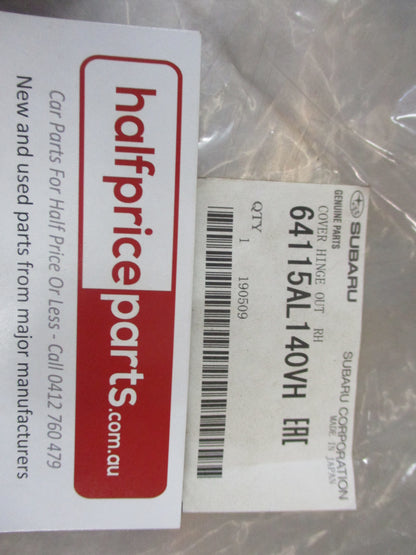 halfpriceparts.com.au
Car Parts For Half Price Or Less - Call 0412 760 479
New and used parts from major manufacturers
SUBARU
SUBARU CORPORATION
GENUINE PARTS
MADE IN JAPAN
64115AL140VH EAC
COVER HINGE OUT RH
QTY 1 190509